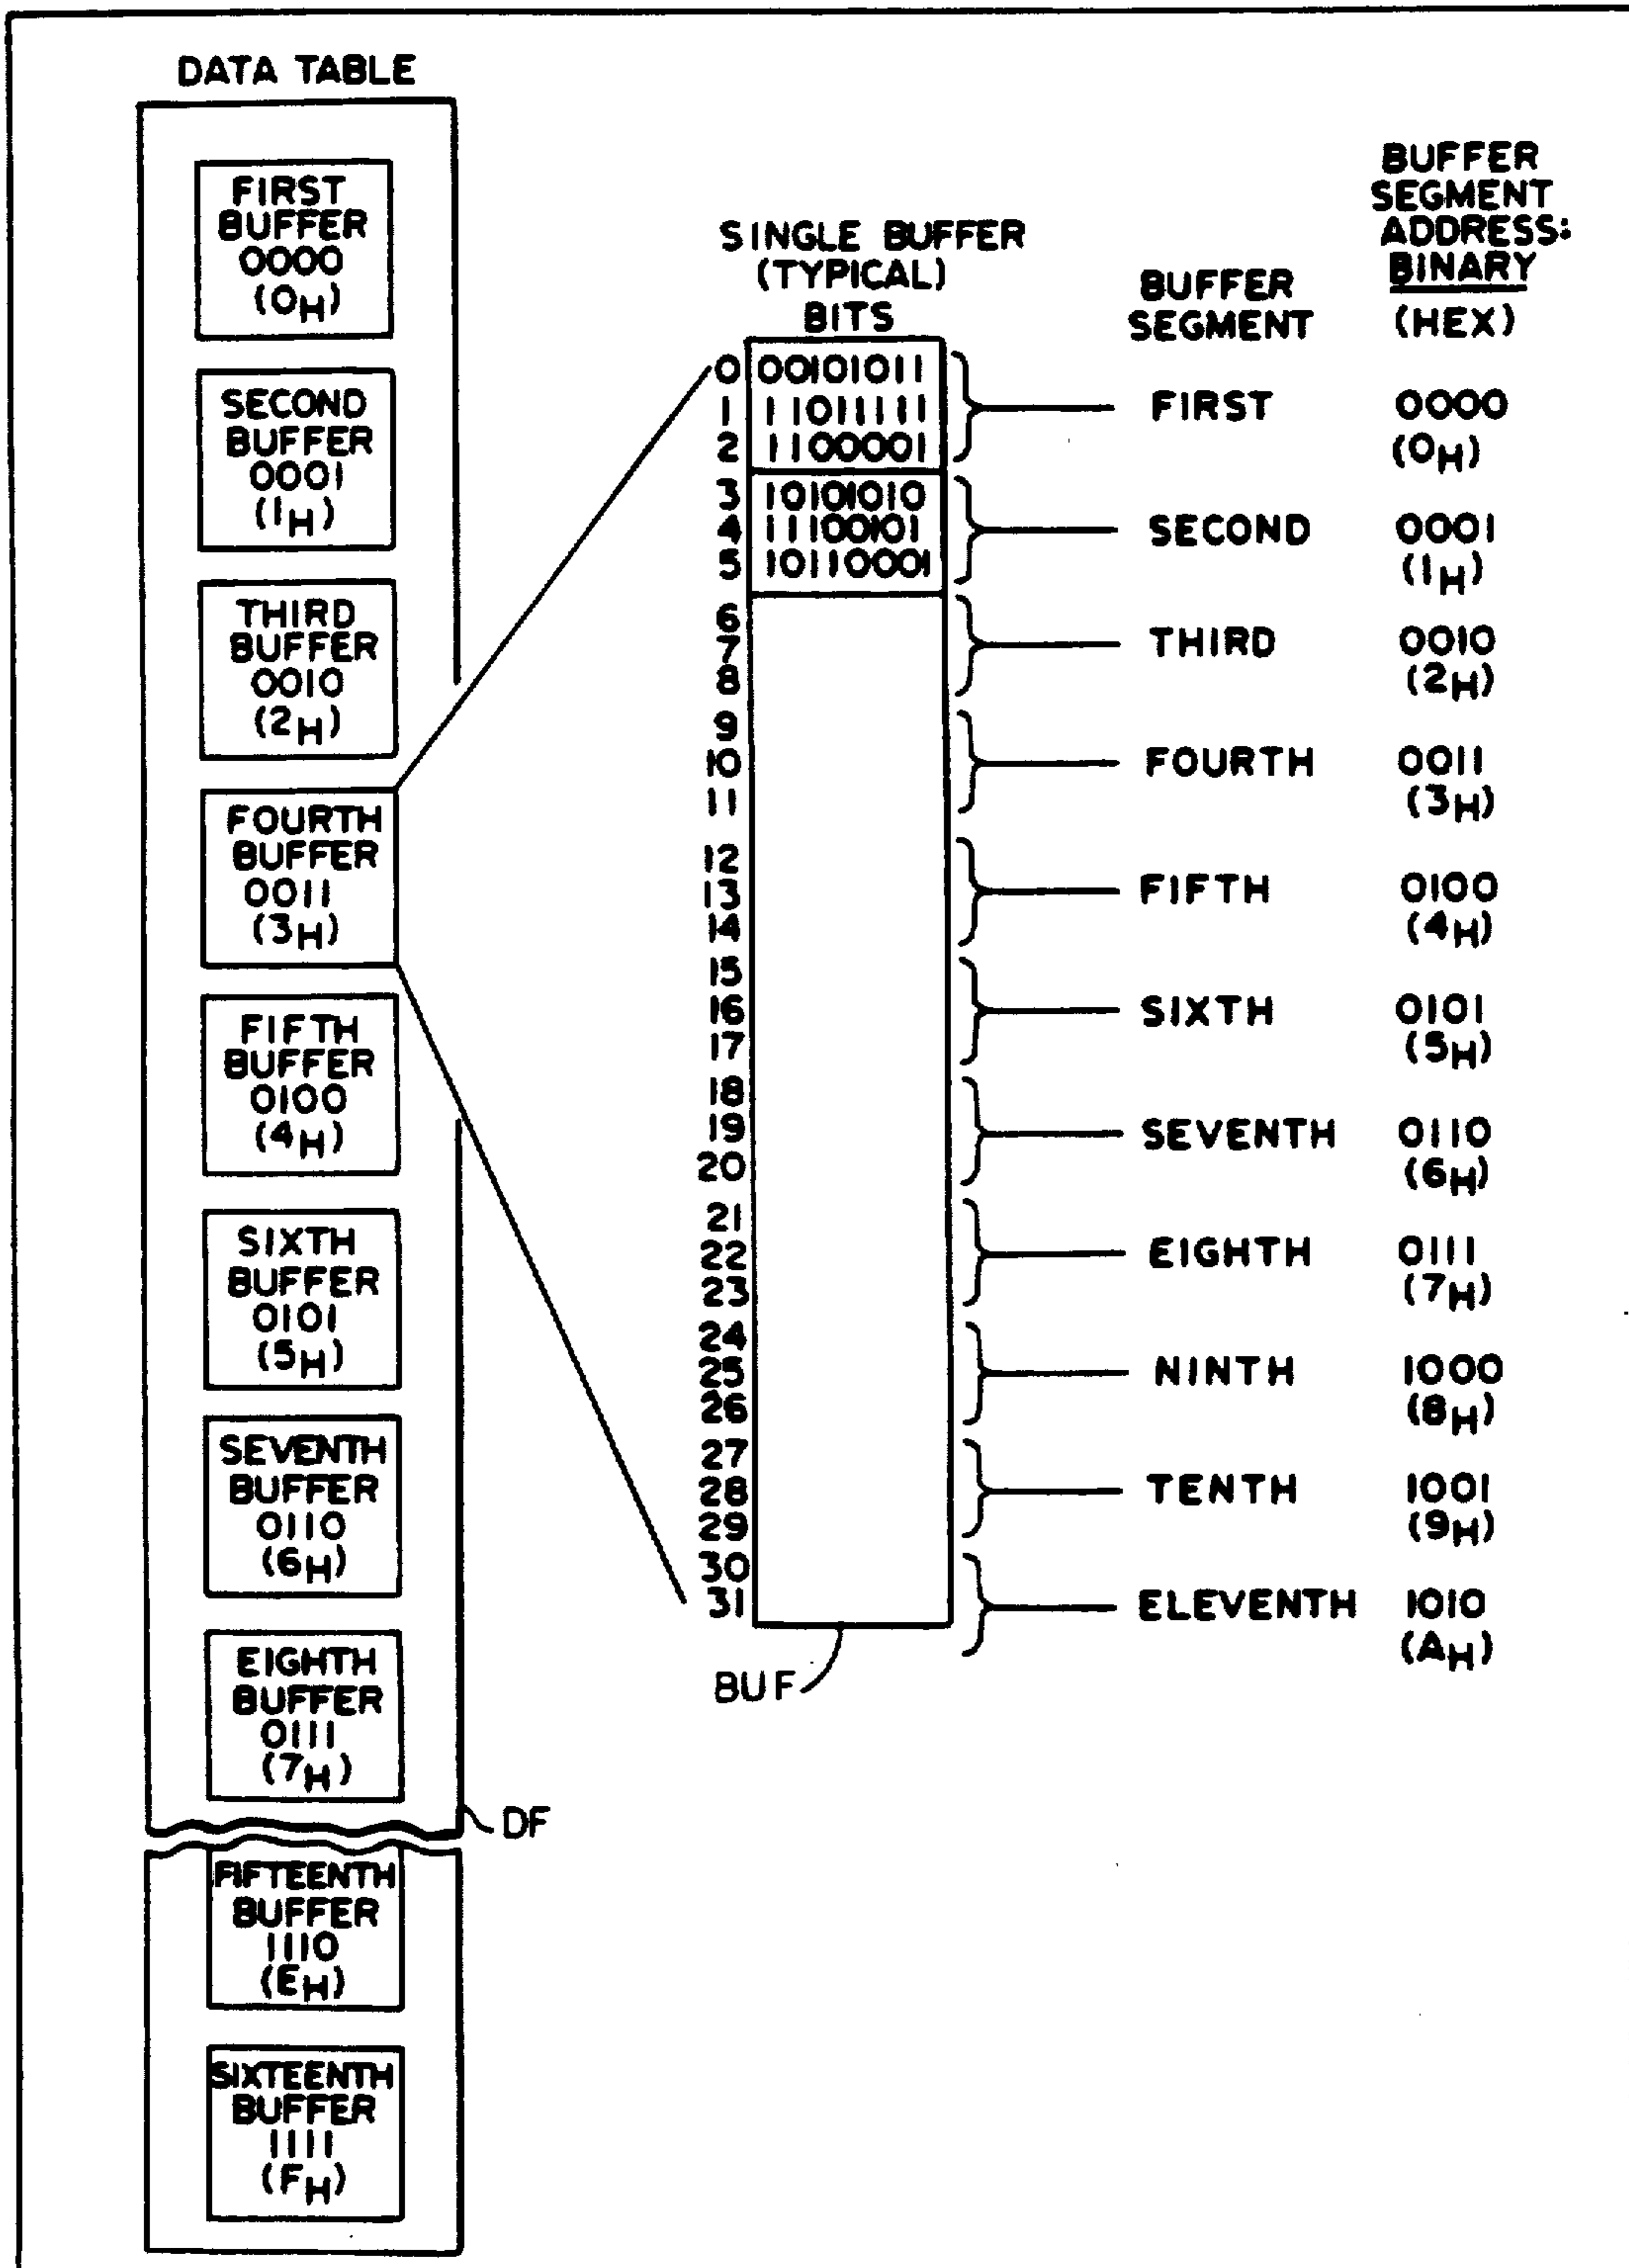 DATA TABLE
FIRST
BUFFER
0000
(0H)
SECOND
BUFFER
0001
(1H)
THIRD
BUFFER
0010
(2H)
FOURTH
BUFFER
0011
(3H)
FIFTH
BUFFER
0100
(4H)
SIXTH
BUFFER
0101
(5H)
SEVENTH
BUFFER
0110
(6H)
EIGHTH
BUFFER
0111
(7H)
DF
FIFTEENTH
BUFFER
1110
(EH)
SIXTEENTH
BUFFER
1111
(FH)
SINGLE BUFFER
(TYPICAL)
BITS
0 00101011
1 11011111
2 1100001
3 10101010
4 11100101
5 10110001
6
7
8
9
10
11
12
13
14
15
16
17
18
19
20
21
22
23
24
25
26
27
28
29
30
31
BUF
BUFFER
SEGMENT
FIRST
SECOND
THIRD
FOURTH
FIFTH
SIXTH
SEVENTH
EIGHTH
NINTH
TENTH
ELEVENTH
BUFFER
SEGMENT
ADDRESS:
BINARY
(HEX)
0000
(0H)
0001
(1H)
0010
(2H)
0011
(3H)
0100
(4H)
0101
(5H)
0110
(6H)
0111
(7H)
1000
(8H)
1001
(9H)
1010
(AH)